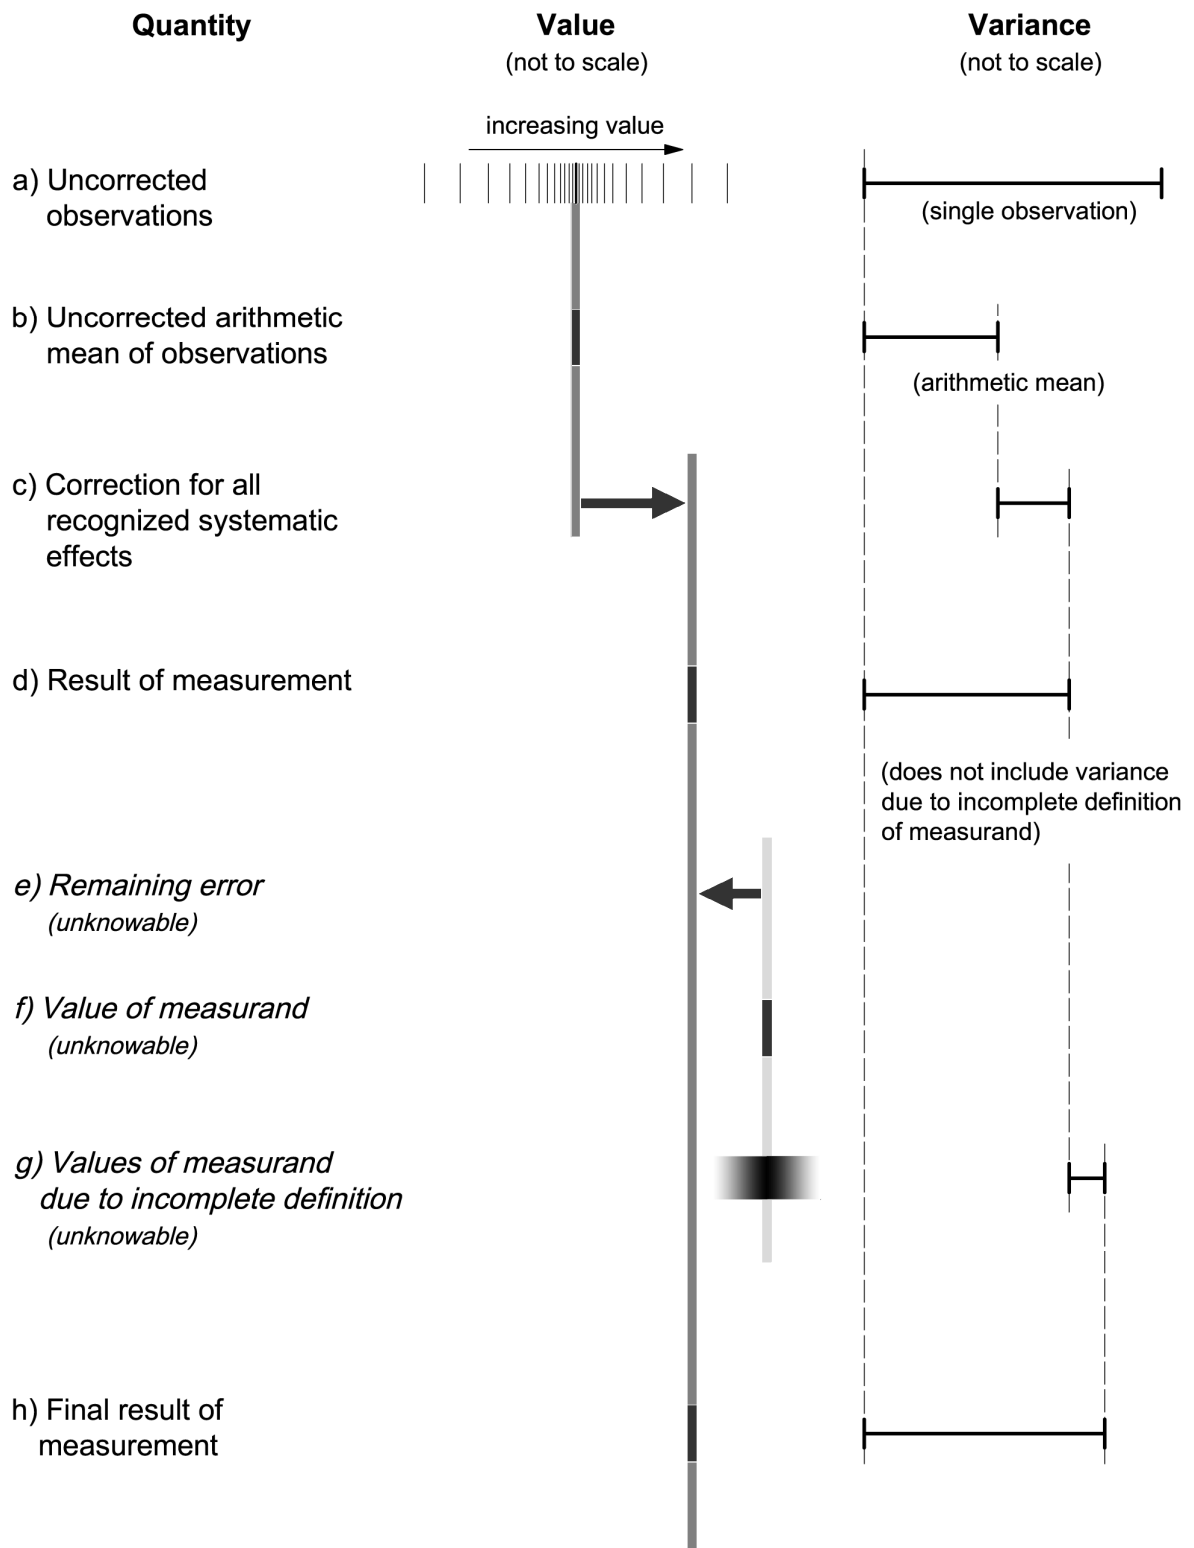 Quantity
Value
Variance
(not to scale)
(not to scale)
increasing value
a) Uncorrected
observations
(single observation)
b) Uncorrected arithmetic
mean of observations
(arithmetic mean)
c) Correction for all
recognized systematic
effects
d) Result of measurement
(does not include variance
due to incomplete definition
of measurand)
e) Remaining error
(unknowable)
f) Value of measurand
(unknowable)
g) Values of measurand
due to incomplete definition
(unknowable)
h) Final result of
measurement